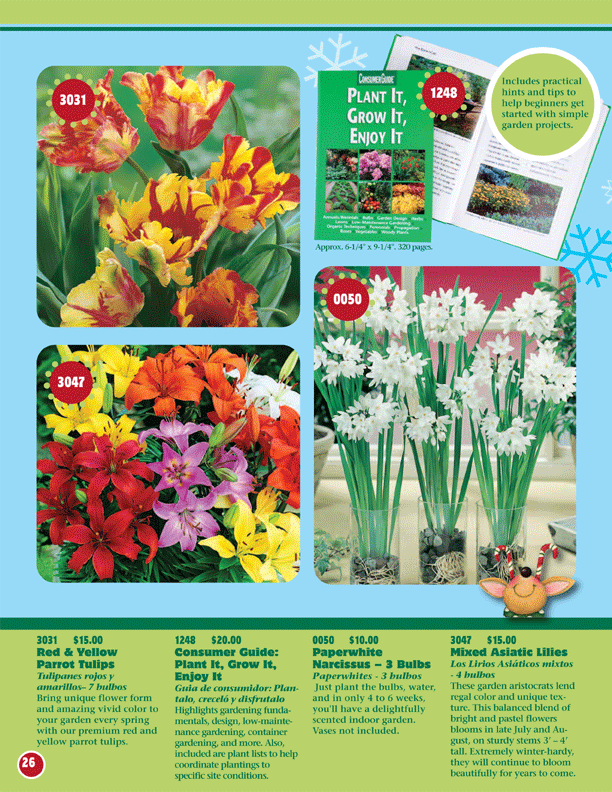 3031
CONSUMER GUIDE
PLANT IT,
GROW IT,
ENJOY IT
1248
Includes practical
hints and tips to
help beginners get
started with simple
garden projects.
Approx. 6-1/4" x 9-1/4". 320 pages.
0050
3047
3031 $15.00
Red & Yellow
Parrot Tulips
Tulipanes rojos y
amarillos– 7 bulbos
Bring unique flower form
and amazing vivid color to
your garden every spring
with our premium red and
yellow parrot tulips.
1248 $20.00
Consumer Guide:
Plant It, Grow It,
Enjoy It
Guia de consumidor: Plan-
talo, creceló y disfrutalo
Highlights gardening funda-
mentals, design, low-mainte-
nance gardening, container
gardening, and more. Also,
included are plant lists to help
coordinate plantings to
specific site conditions.
0050 $10.00
Paperwhite
Narcissus – 3 Bulbs
Paperwhites - 3 bulbos
Just plant the bulbs, water,
and in only 4 to 6 weeks,
you'll have a delightfully
scented indoor garden.
Vases not included.
3047 $15.00
Mixed Asiatic Lilies
Los Lirios Asiáticos mixtos
- 4 bulbos
These garden aristocrats lend
regal color and unique tex-
ture. This balanced blend of
bright and pastel flowers
blooms in late July and Au-
gust, on sturdy stems 3' – 4'
tall. Extremely winter-hardy,
they will continue to bloom
beautifully for years to come.
26